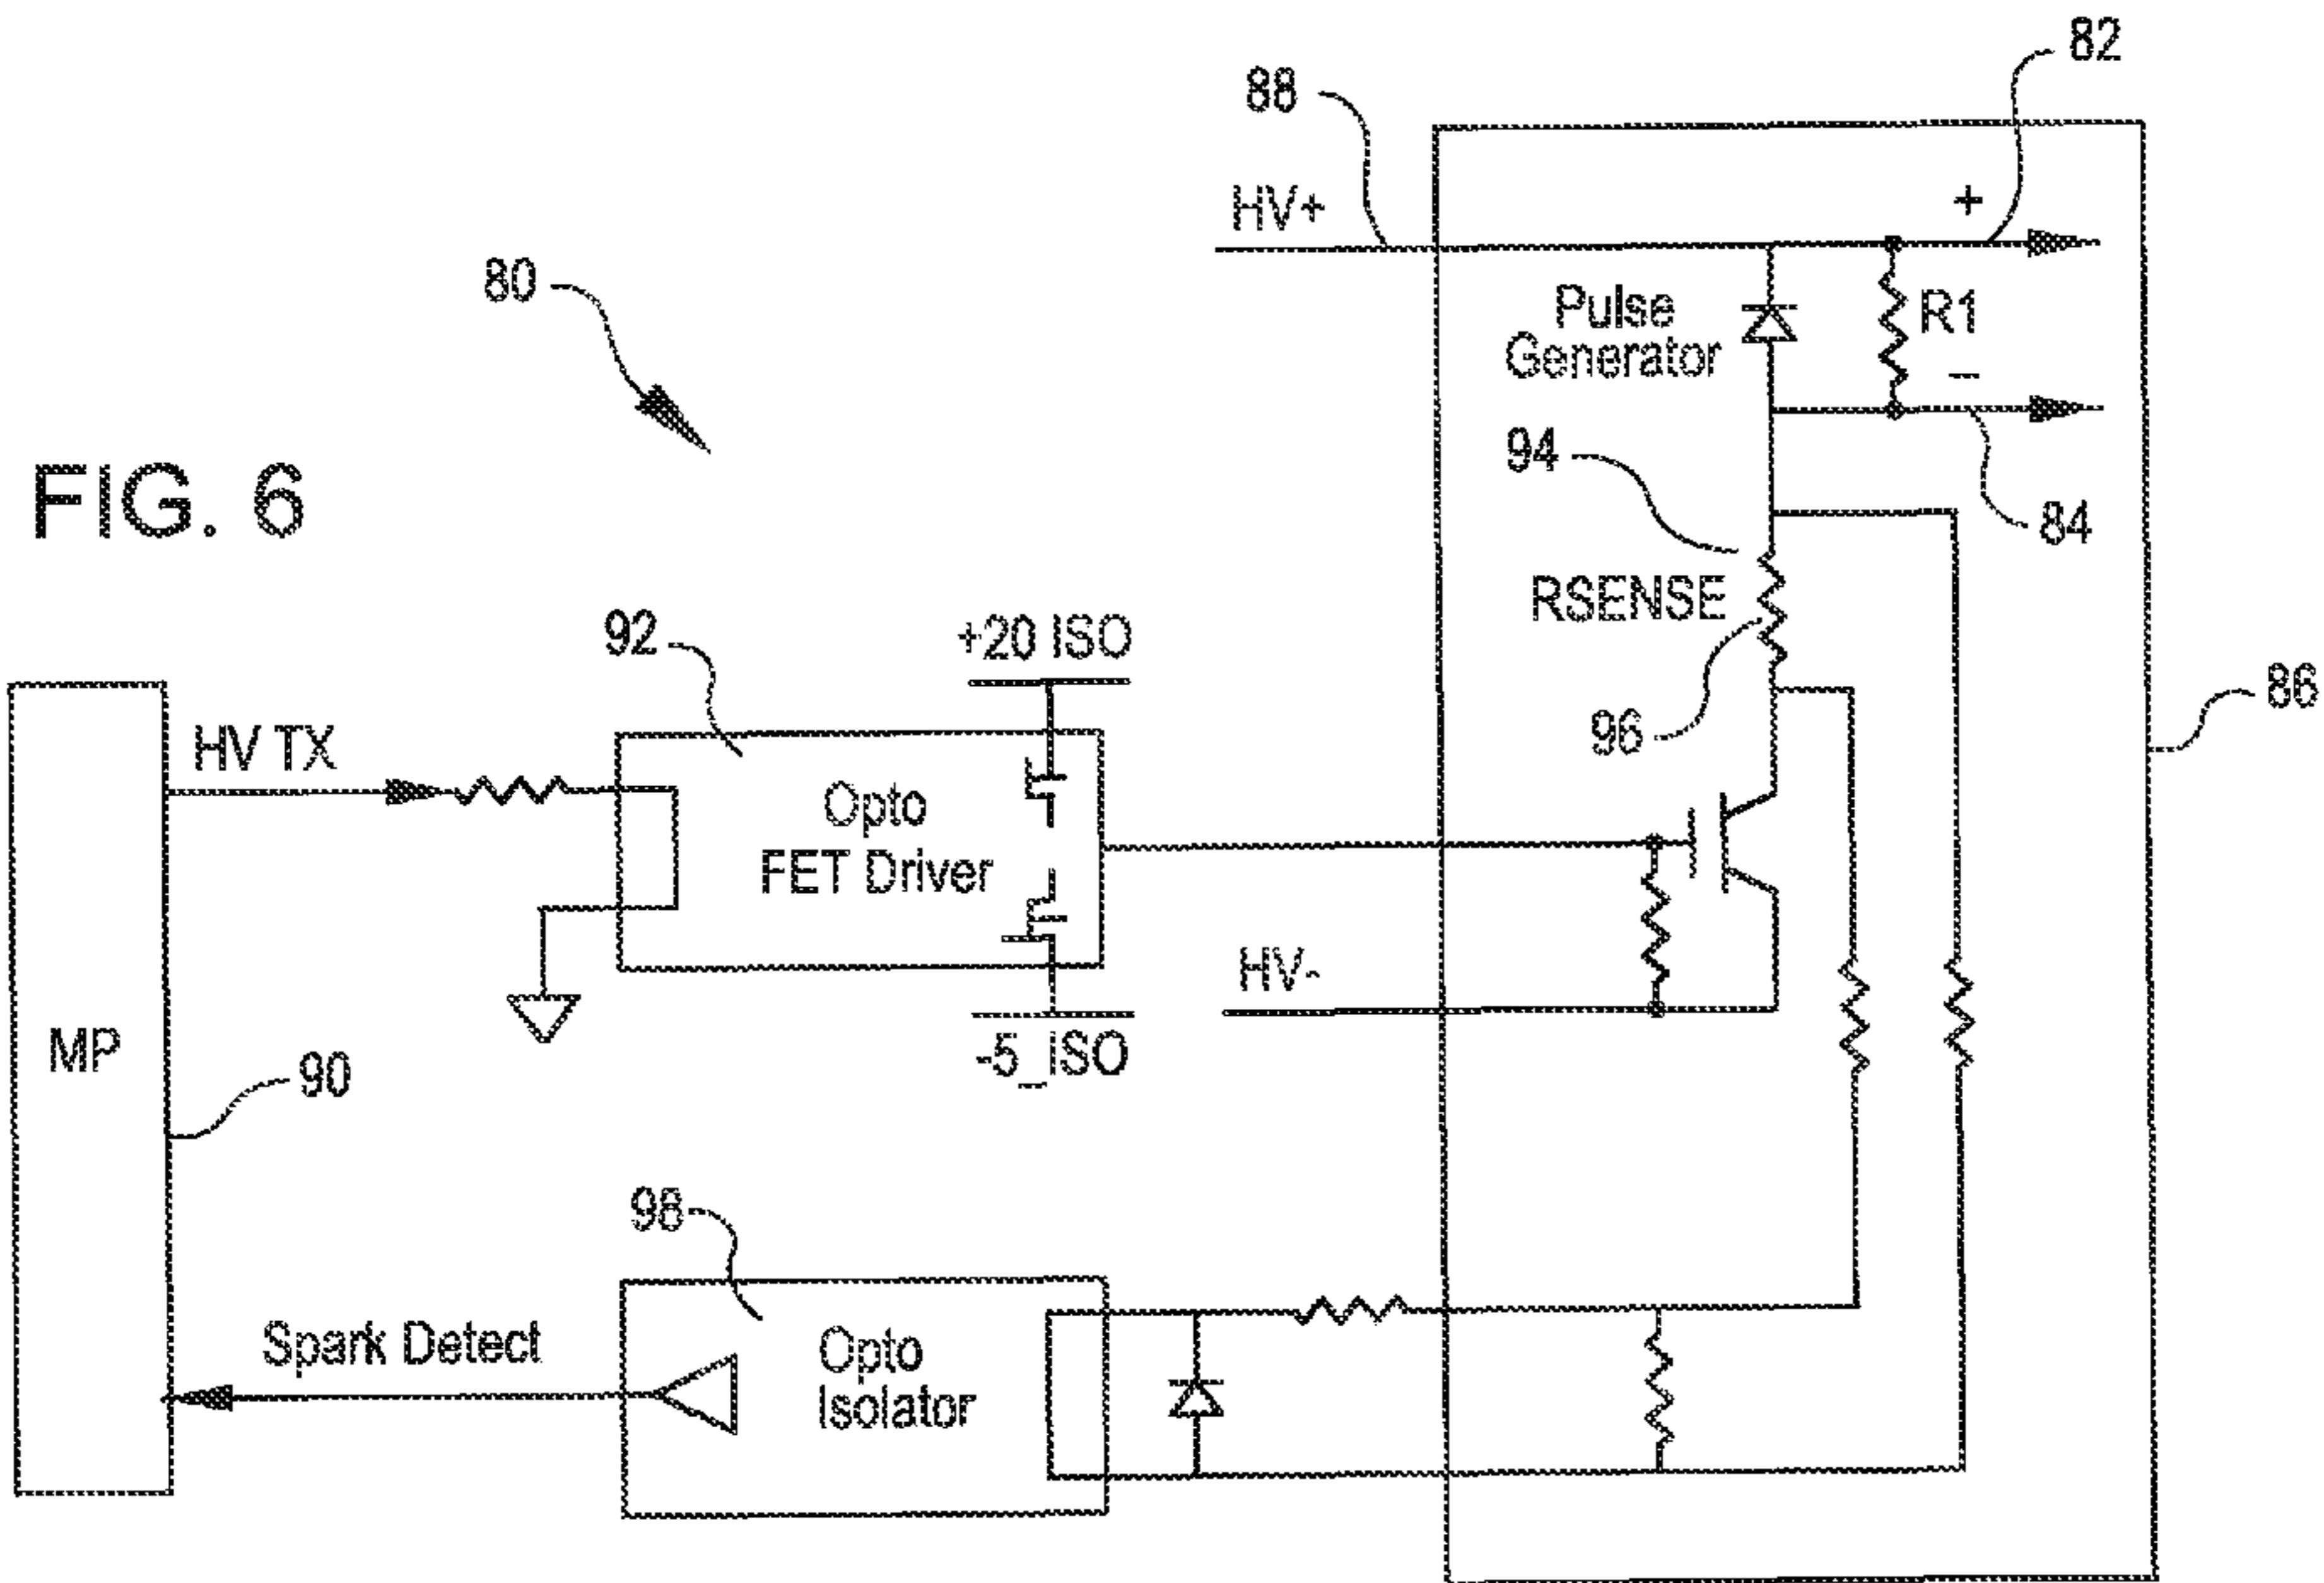 82
88
HV+
+
80
Pulse
Generator
R1
–
94
FIG. 6
84
RSENSE
92
+20 ISO
86
96
HV TX
Opto
FET Driver
HV-
MP
-5_ISO
90
98
Spark Detect
Opto
Isolator